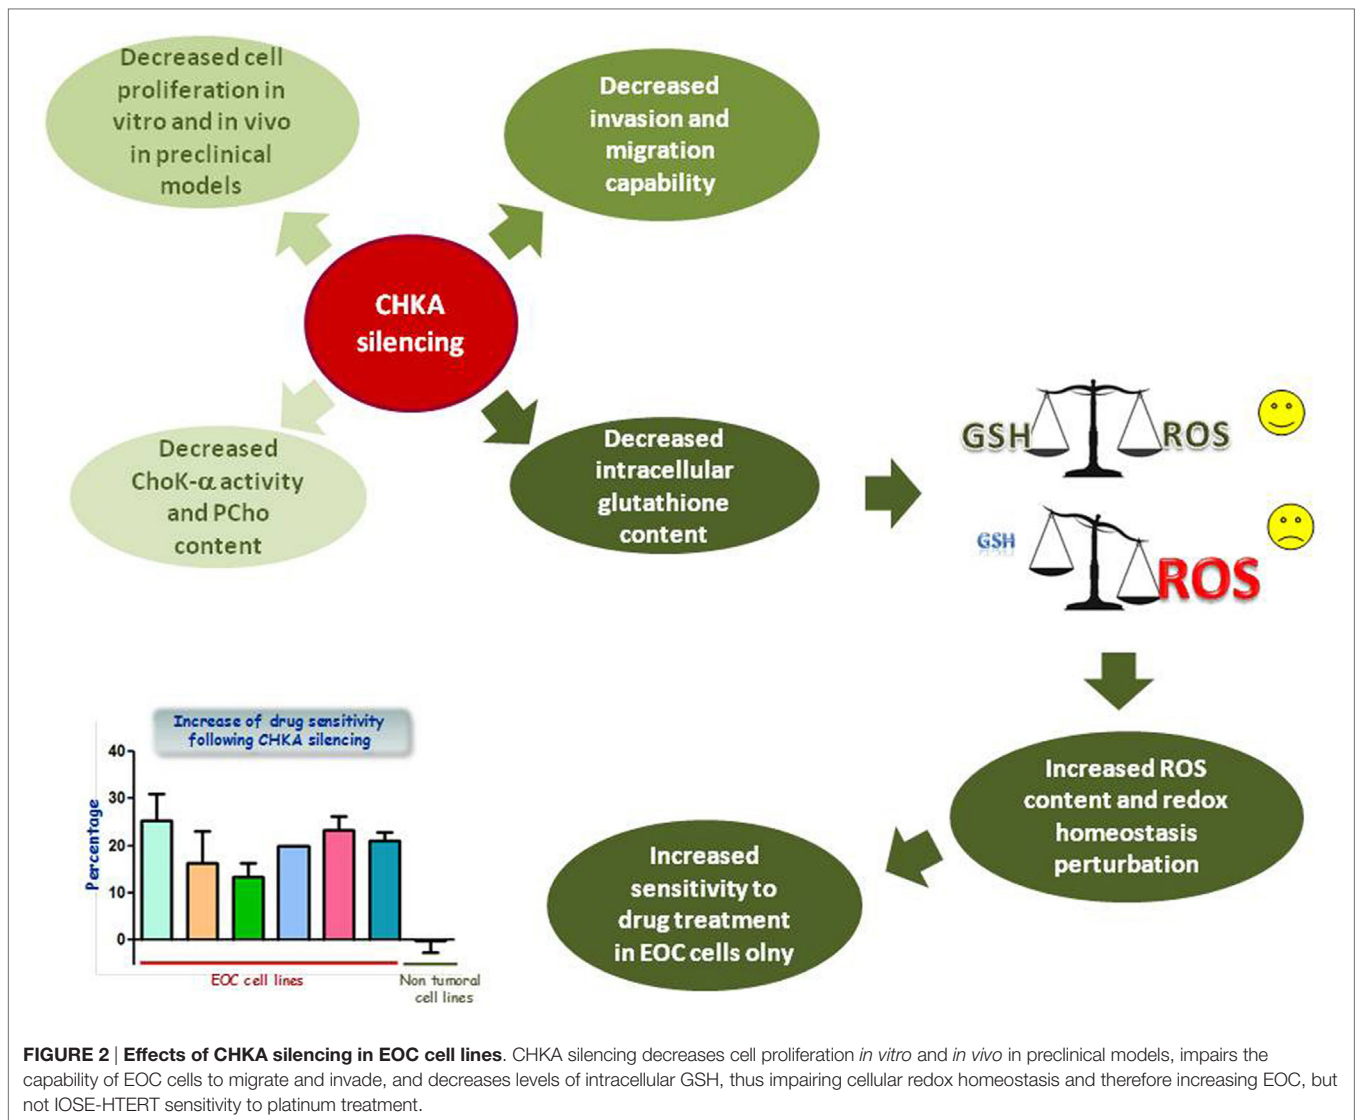 Decreased cell
proliferation in
vitro and in vivo
in preclinical
models
Decreased
invasion and
migration
capability
CHKA
silencing
Decreased
ChoK-α activity
and PCho
content
Decreased
intracellular
glutathione
content
GSH
ROS
GSH
ROS
Increased ROS
content and redox
homeostasis
perturbation
Increased
sensitivity to
drug treatment
in EOC cells olny
Increase of drug sensitivity
following CHKA silencing
Percentage
40
30
20
10
0
EOC cell lines
Non tumoral
cell lines
FIGURE 2 | Effects of CHKA silencing in EOC cell lines. CHKA silencing decreases cell proliferation in vitro and in vivo in preclinical models, impairs the
capability of EOC cells to migrate and invade, and decreases levels of intracellular GSH, thus impairing cellular redox homeostasis and therefore increasing EOC, but
not IOSE-HTERT sensitivity to platinum treatment.